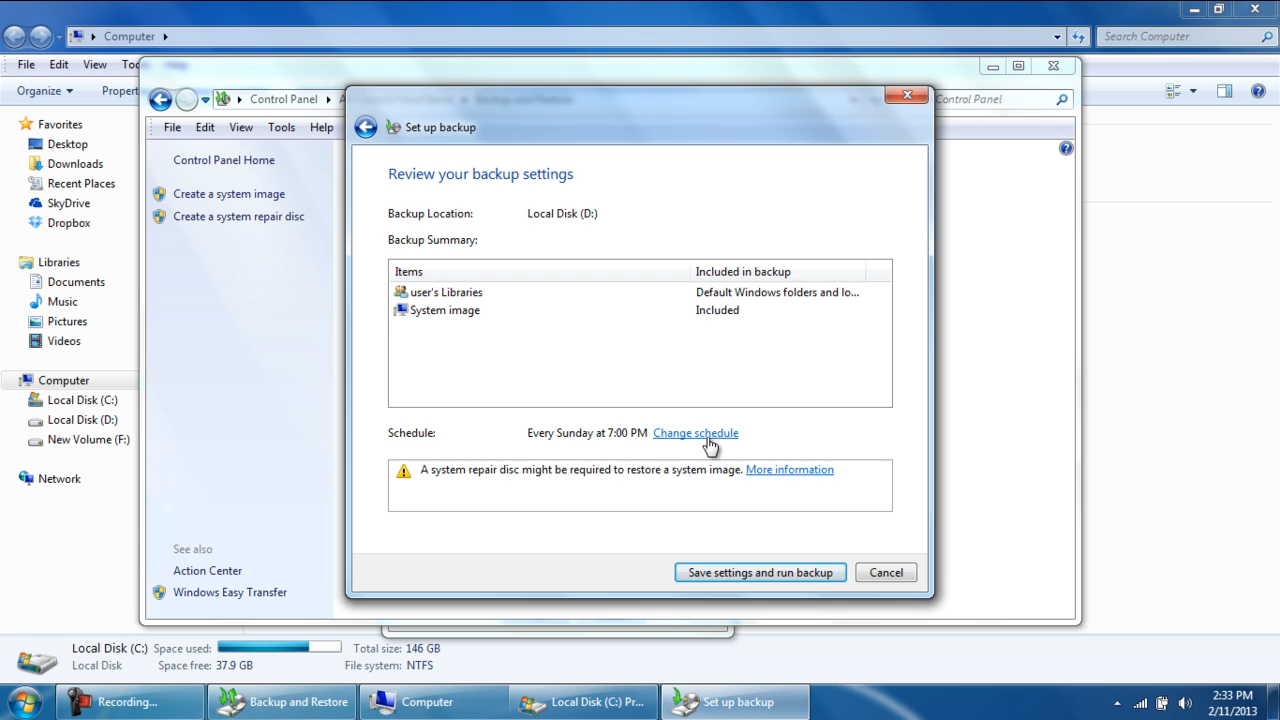 Computer
Search Computer
File Edit View Help
Organize
Control Panel
Control Panel
File Edit View Tools Help
Set up backup
Favorites
Desktop
Downloads
Recent Places
SkyDrive
Dropbox
Libraries
Documents
Music
Pictures
Videos
Computer
Local Disk (C:)
Local Disk (D:)
New Volume (F:)
Network
Control Panel Home
Create a system image
Create a system repair disc
See also
Action Center
Windows Easy Transfer
Review your backup settings
Backup Location: Local Disk (D:)
Backup Summary:
Items Included in backup
user's Libraries Default Windows folders and lo...
System image Included
Schedule: Every Sunday at 7:00 PM Change schedule
A system repair disc might be required to restore a system image. More information
Save settings and run backup Cancel
Local Disk (C:) Space used: Total size: 146 GB
Local Disk Space free: 37.9 GB File system: NTFS
Recording... Backup and Restore Computer Local Disk (C:) Pr... Set up backup
2:33 PM
2/11/2013